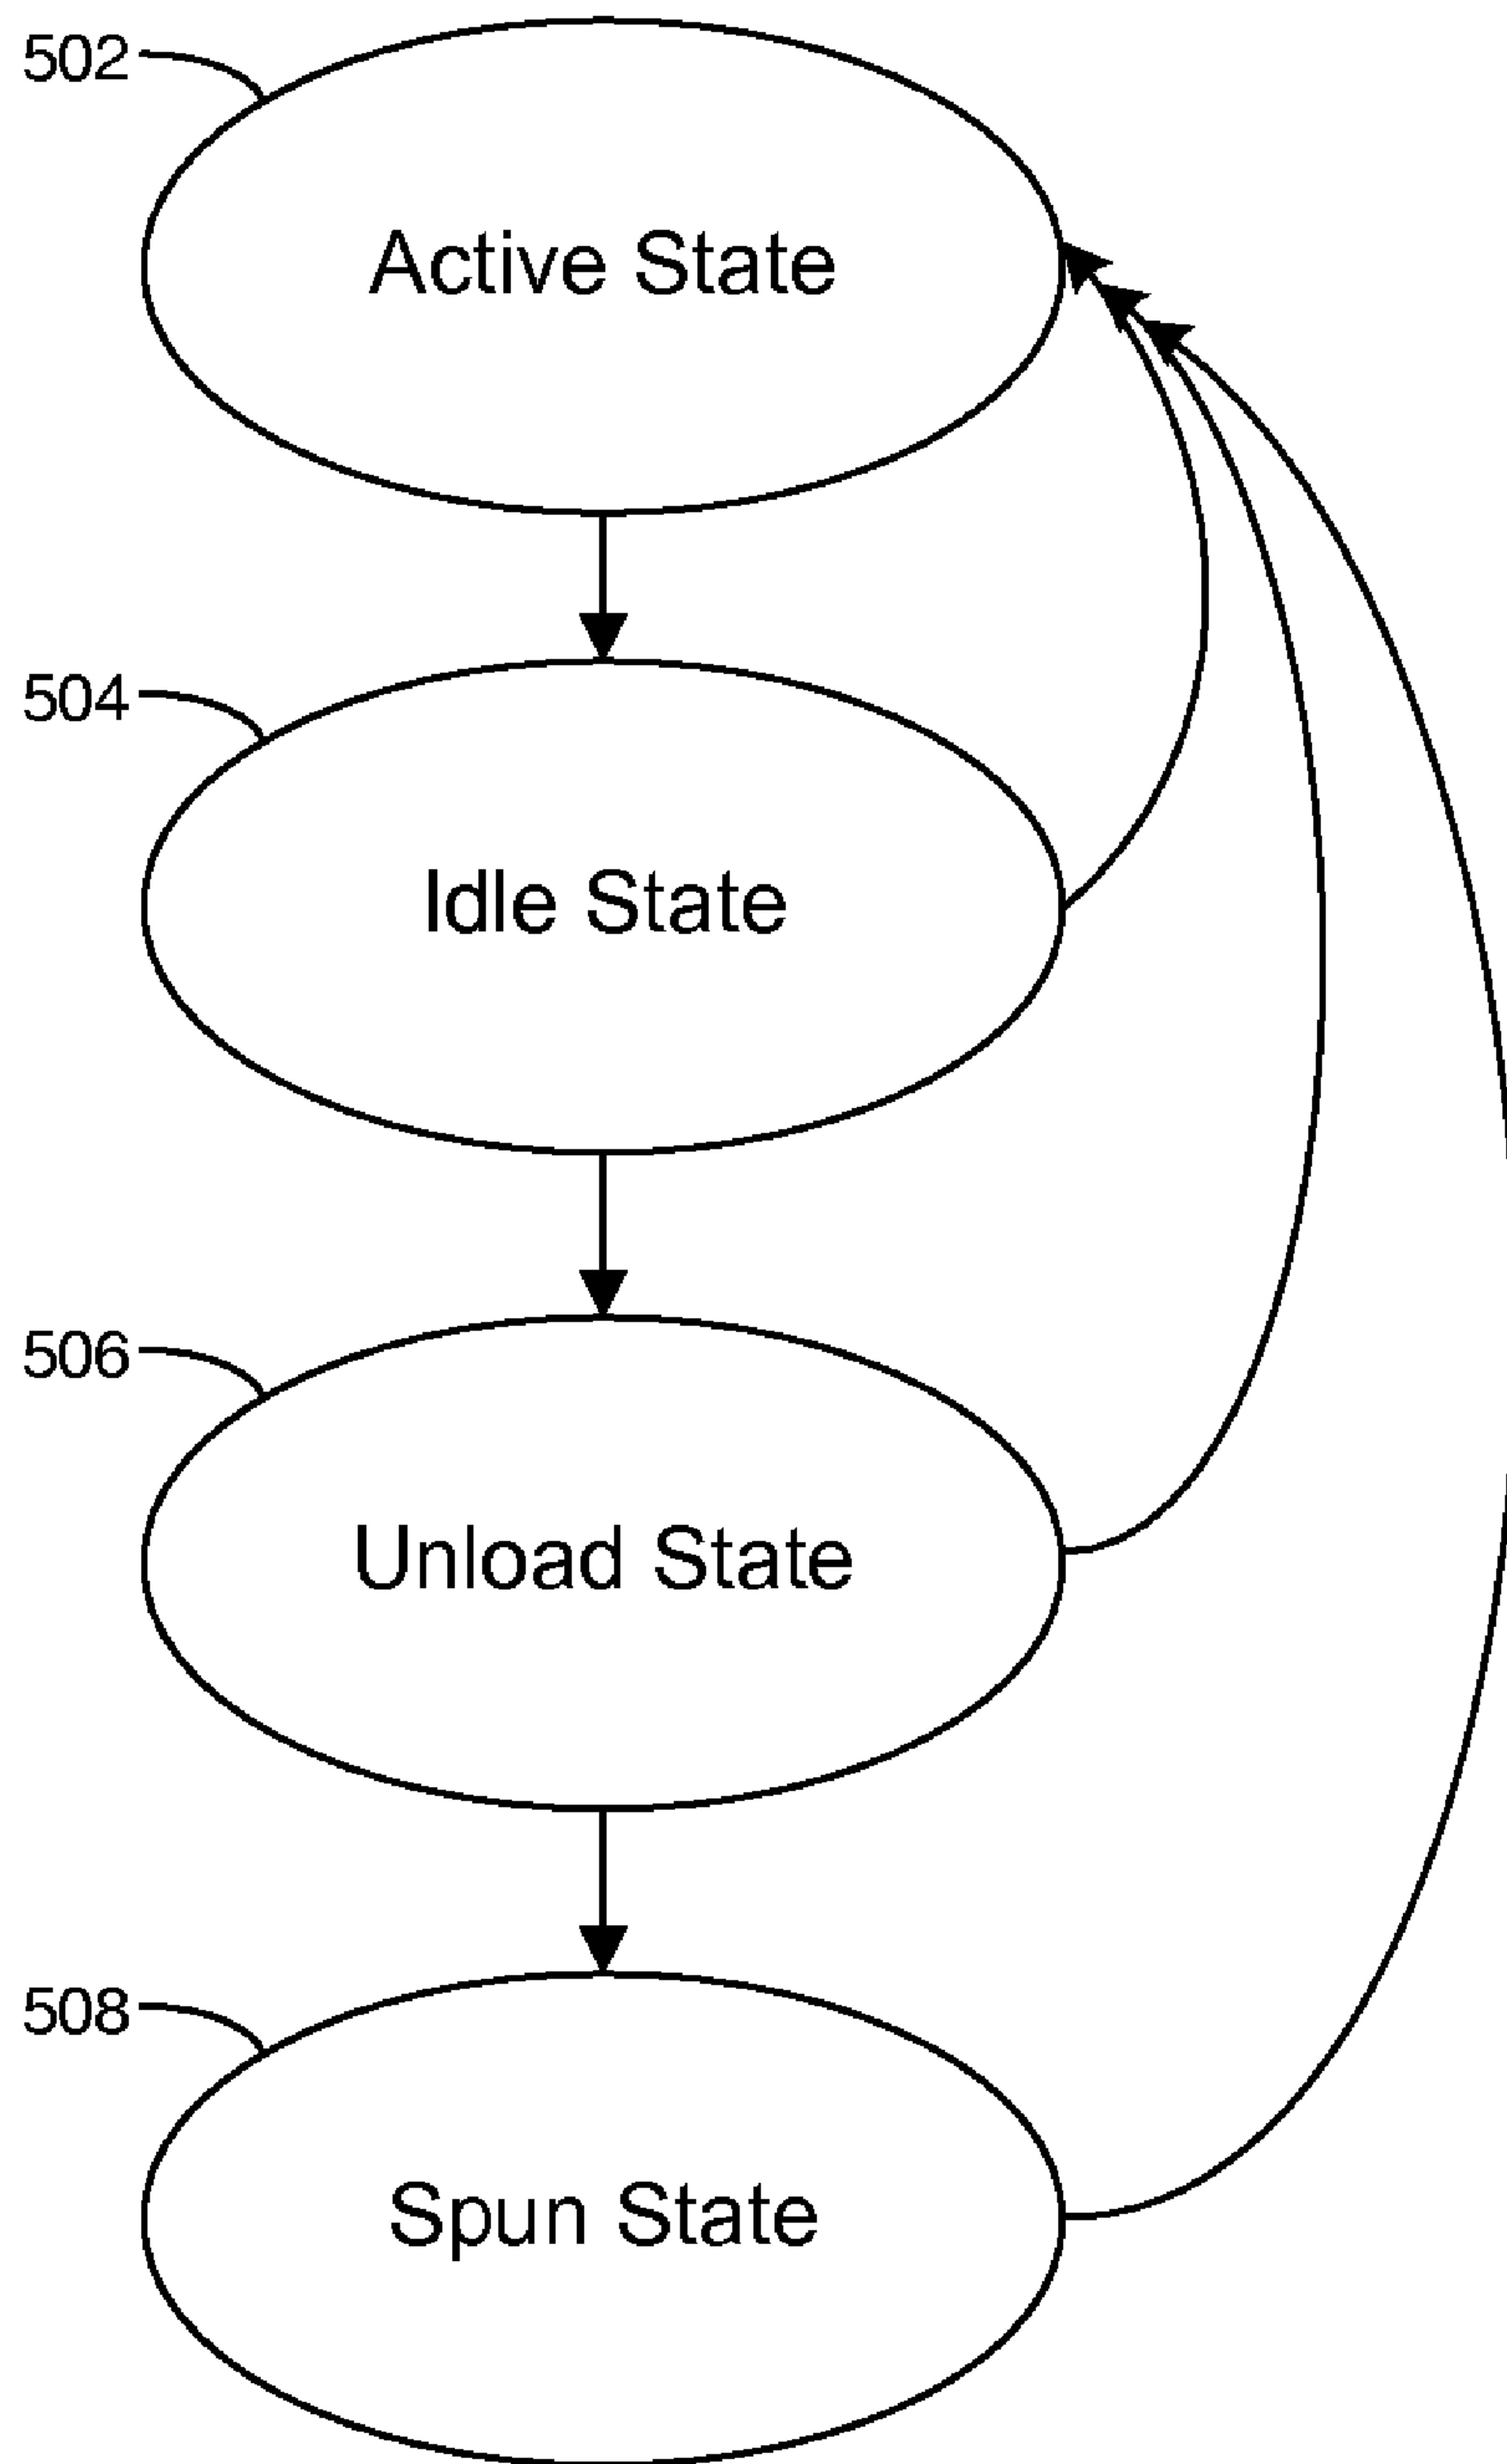 502
Active State
504
Idle State
506
Unload State
508
Spun State